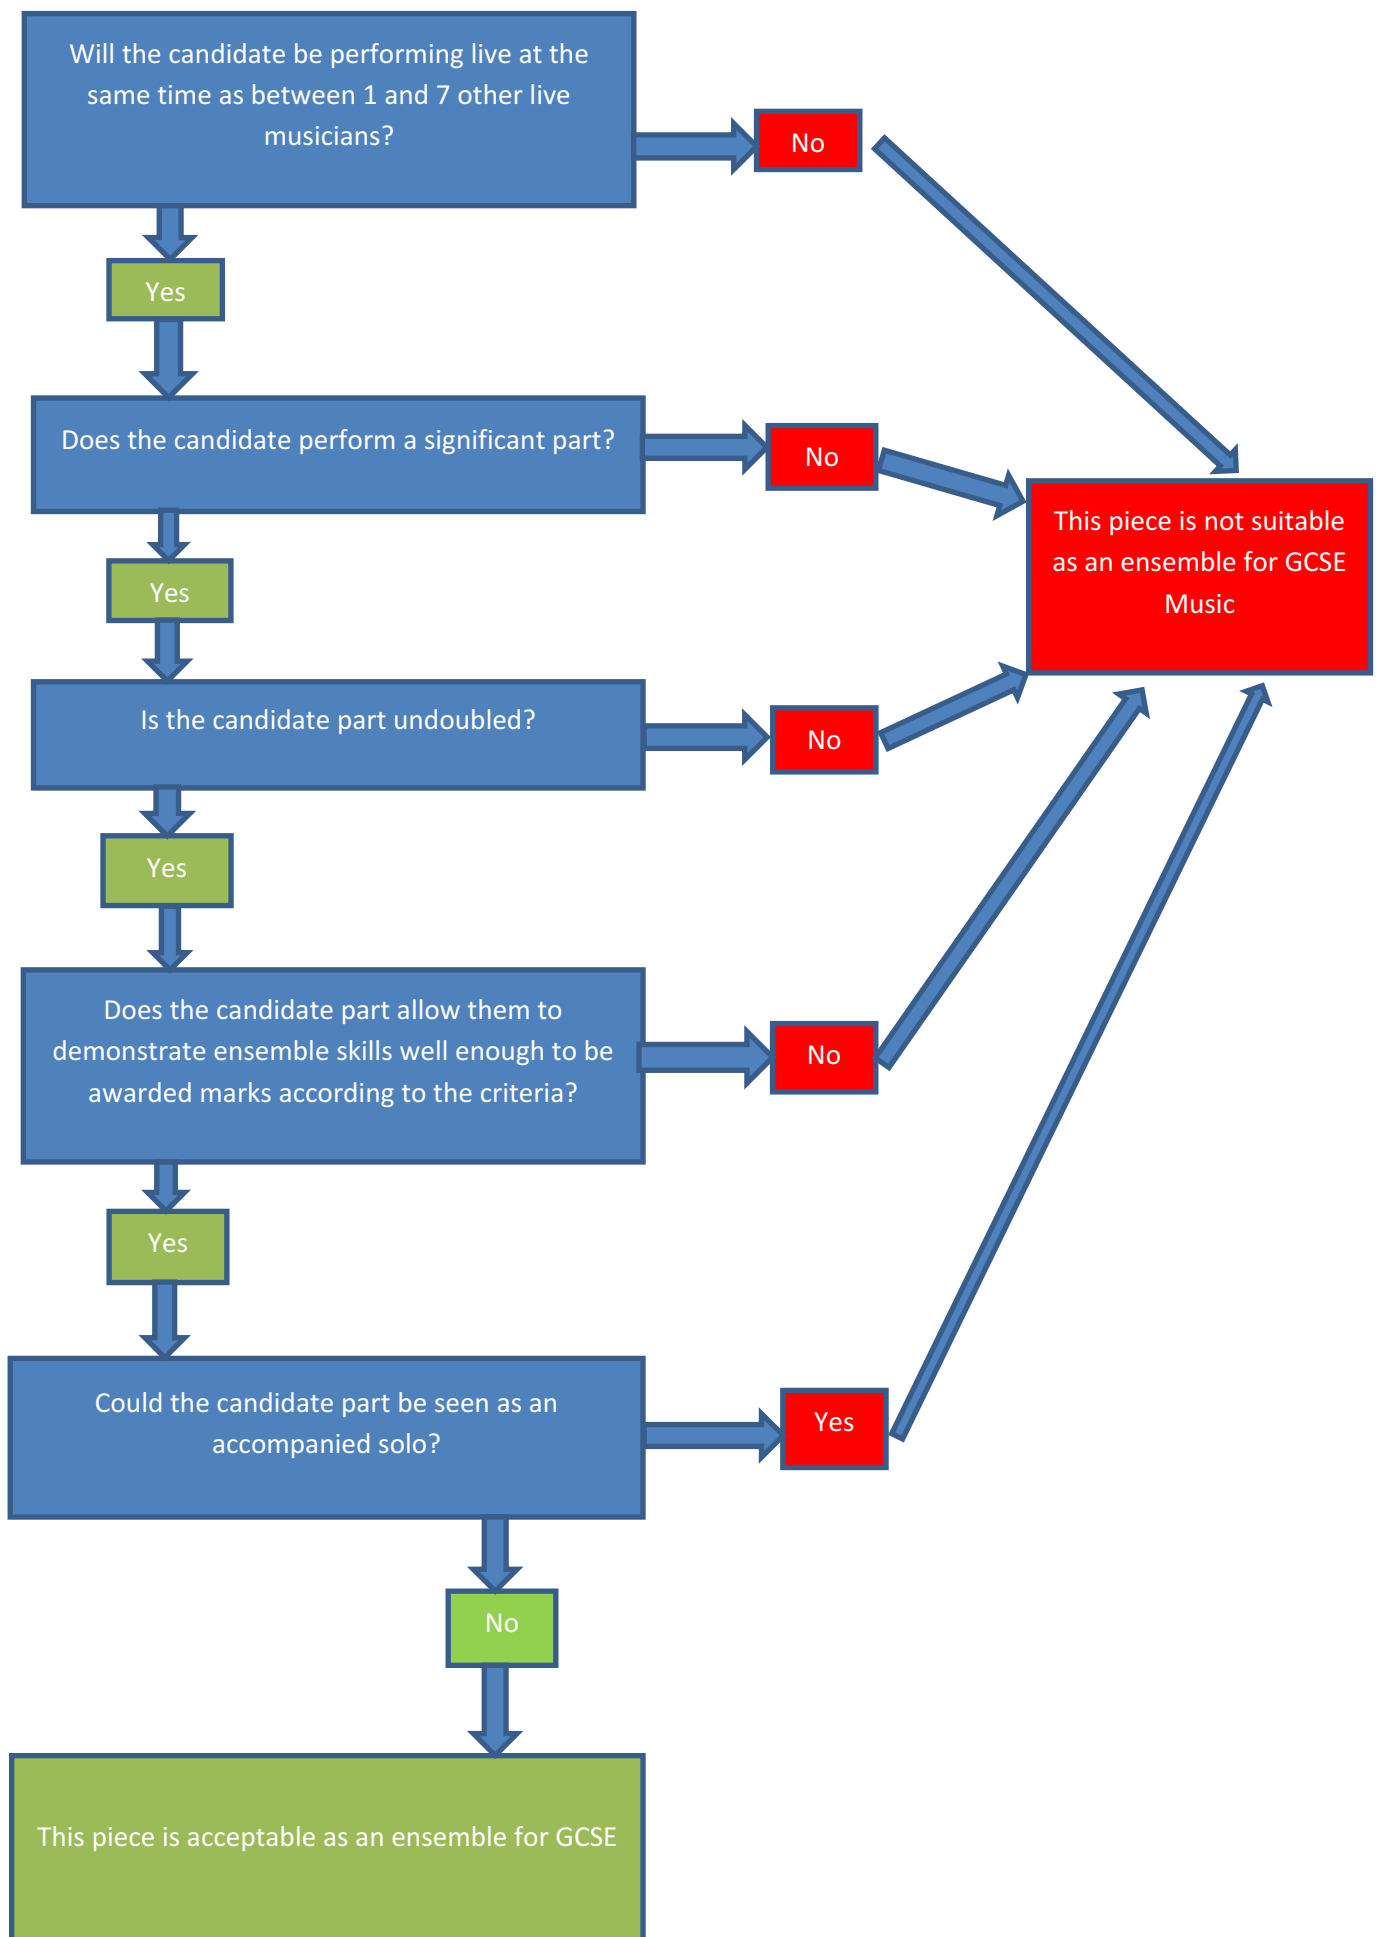 Will the candidate be performing live at the
same time as between 1 and 7 other live
musicians?
No
Yes
Does the candidate perform a significant part?
No
This piece is not suitable
as an ensemble for GCSE
Music
Yes
Is the candidate part undoubled?
No
Yes
Does the candidate part allow them to
demonstrate ensemble skills well enough to be
awarded marks according to the criteria?
No
Yes
Could the candidate part be seen as an
accompanied solo?
Yes
No
This piece is acceptable as an ensemble for GCSE